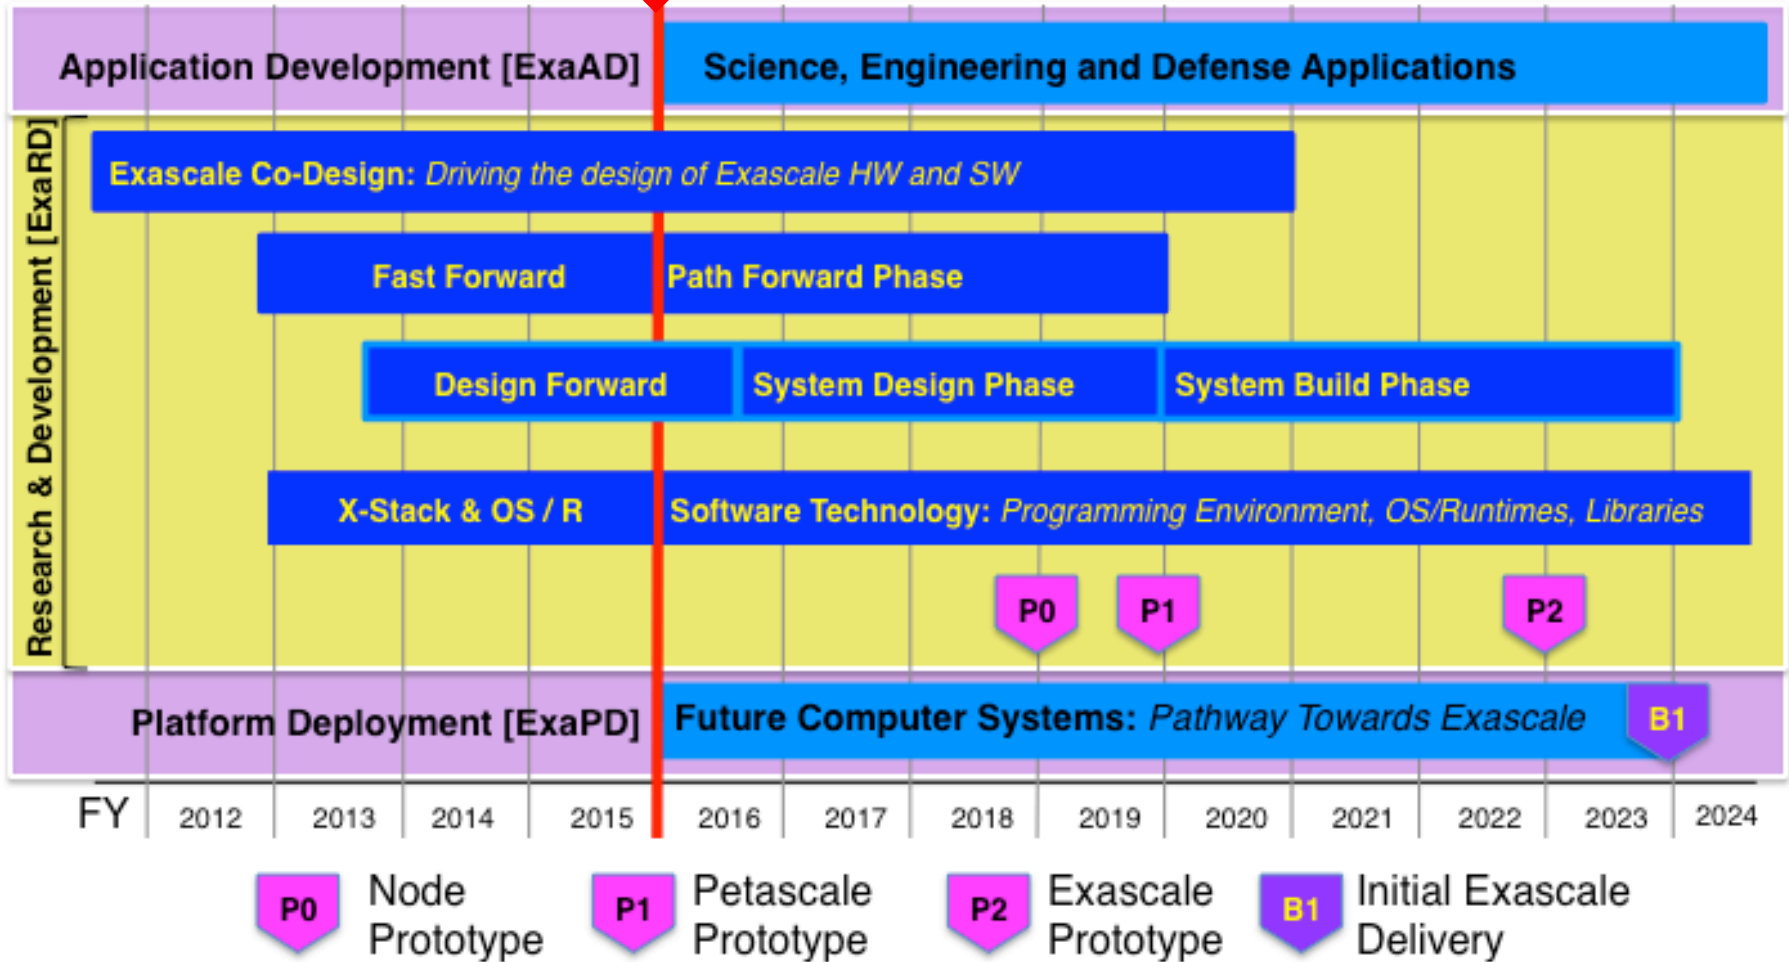 Application Development [ExaAD]
Science, Engineering and Defense Applications
Research & Development [ExaRD]
Exascale Co-Design: Driving the design of Exascale HW and SW
Fast Forward
Path Forward Phase
Design Forward
System Design Phase
System Build Phase
X-Stack & OS / R
Software Technology: Programming Environment, OS/Runtimes, Libraries
P0
P1
P2
Platform Deployment [ExaPD]
Future Computer Systems: Pathway Towards Exascale
B1
FY 2012 2013 2014 2015 2016 2017 2018 2019 2020 2021 2022 2023 2024
P0
Node
Prototype
P1
Petascale
Prototype
P2
Exascale
Prototype
B1
Initial Exascale
Delivery